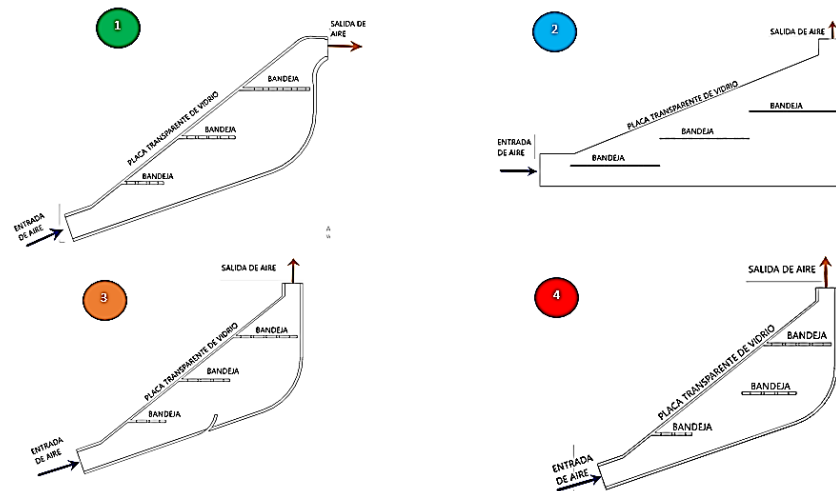 1
SALIDA DE
AIRE
BANDEJA
PLACA TRANSPARENTE DE VIDRIO
BANDEJA
BANDEJA
ENTRADA
DE AIRE
2
SALIDA DE AIRE
PLACA TRANSPARENTE DE VIDRIO
BANDEJA
BANDEJA
ENTRADA
DE AIRE
BANDEJA
3
SALIDA DE AIRE
PLACA TRANSPARENTE DE VIDRIO
BANDEJA
BANDEJA
BANDEJA
ENTRADA
DE AIRE
4
SALIDA DE AIRE
PLACA TRANSPARENTE DE VIDRIO
BANDEJA
BANDEJA
BANDEJA
ENTRADA
DE AIRE